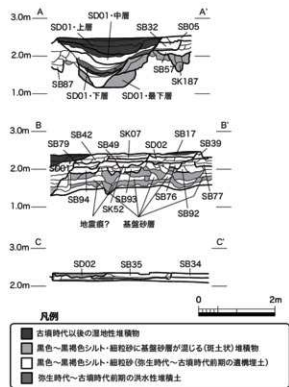 A A'
3.0m
SD01・中層
SD01・上層 SB32 SB05
2.0m
1.0m
SB87 SB57 SK187
SD01・下層 SD01・最下層
B B'
3.0m
SB42 SK07 SB17
SB79 SB49 SD02 SB39
SD01
2.0m
1.0m
SB94 SB93 SB76 SB77
SK52 SB92
地震痕? 基盤砂層
C C'
3.0m
SD02 SB35 SB34
2.0m
凡例 0 2m
古墳時代以後の湿地性堆積物
黒色~黒褐色シルト・細粒砂に基盤砂層が混じる(斑土状)堆積物
黒色~黒褐色シルト・細粒砂(弥生時代~古墳時代前期の遺構埋土)
弥生時代~古墳時代前期の洪水性堆積土